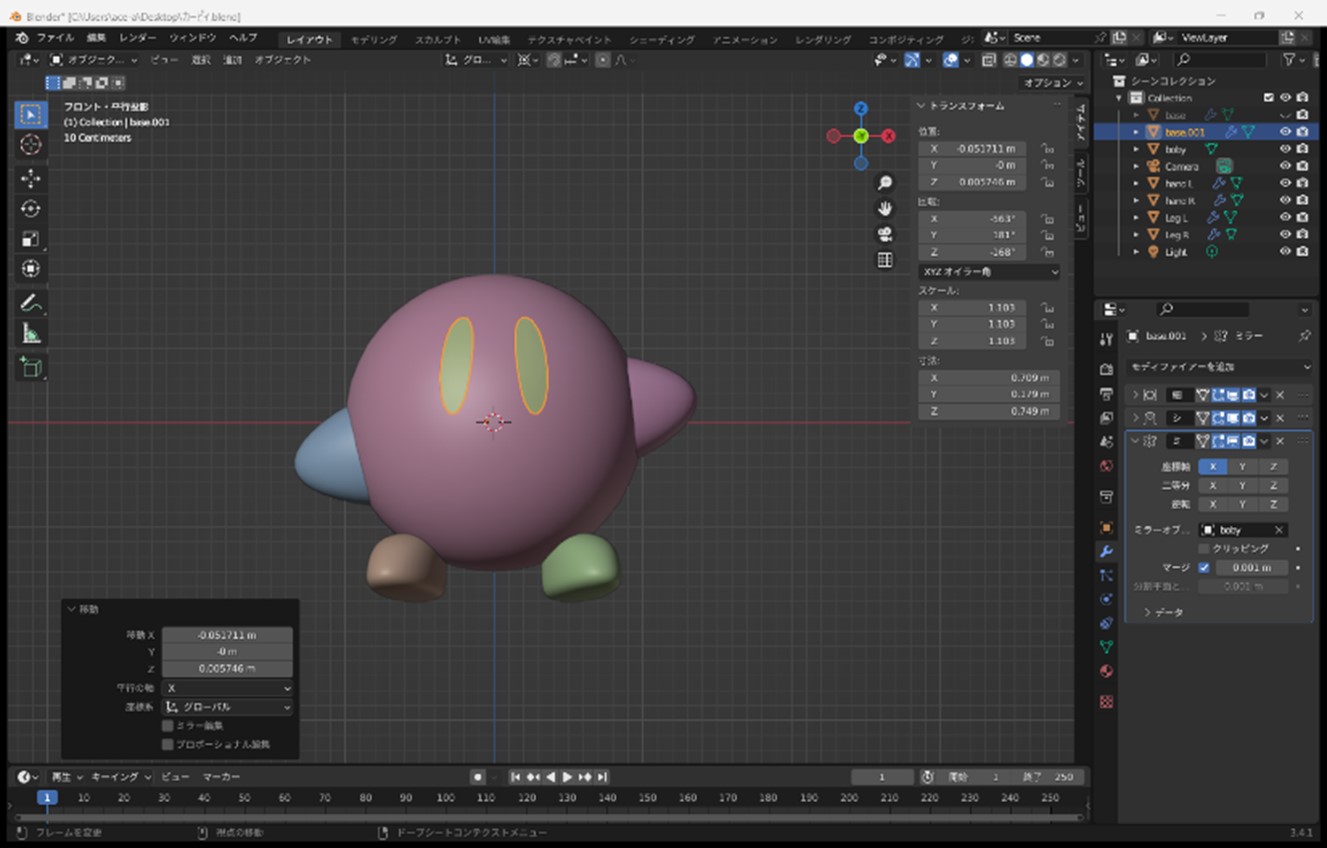 Blender* [C:\Users\ace-a\Desktop\カービィ.blend]
ファイル 編集 レンダー ウィンドウ ヘルプ レイアウト モデリング スカルプト UV編集 テクスチャペイント シェーディング アニメーション レンダリング コンポジティング Scene ViewLayer
オブジェク... ビュー 選択 追加 オブジェクト グロ...
オプション
フロント・平行投影
(1) Collection | base.001
10 Centimeters
Z
X
トランスフォーム
位置:
X -0.051711 m
Y -0 m
Z 0.005746 m
回転:
X -563°
Y 181°
Z -168°
XYZ オイラー角
スケール:
X 1.103
Y 1.103
Z 1.103
寸法:
X 0.709 m
Y 0.179 m
Z 0.749 m
アイテム
ツール
ビュー
シーンコレクション
Collection
base
base.001
boby
Camera
hand L
hand R
Leg L
Leg R
Light
base.001 > ミラー
モディファイアーを追加
座標軸 X Y Z
二等分 X Y Z
反転 X Y Z
ミラーオブ... boby
クリッピング
マージ 0.001 m
分割平面と... 0.001 m
データ
移動
移動 X -0.051711 m
Y -0 m
Z 0.005746 m
平行の軸 X
座標系 グローバル
ミラー編集
プロポーショナル編集
再生 キーイング ビュー マーカー 1 開始 1 終了 250
1 10 20 30 40 50 60 70 80 90 100 110 120 130 140 150 160 170 180 190 200 210 220 230 240 250
フレームを変更 視点の移動 ドープシートコンテクストメニュー 3.4.1